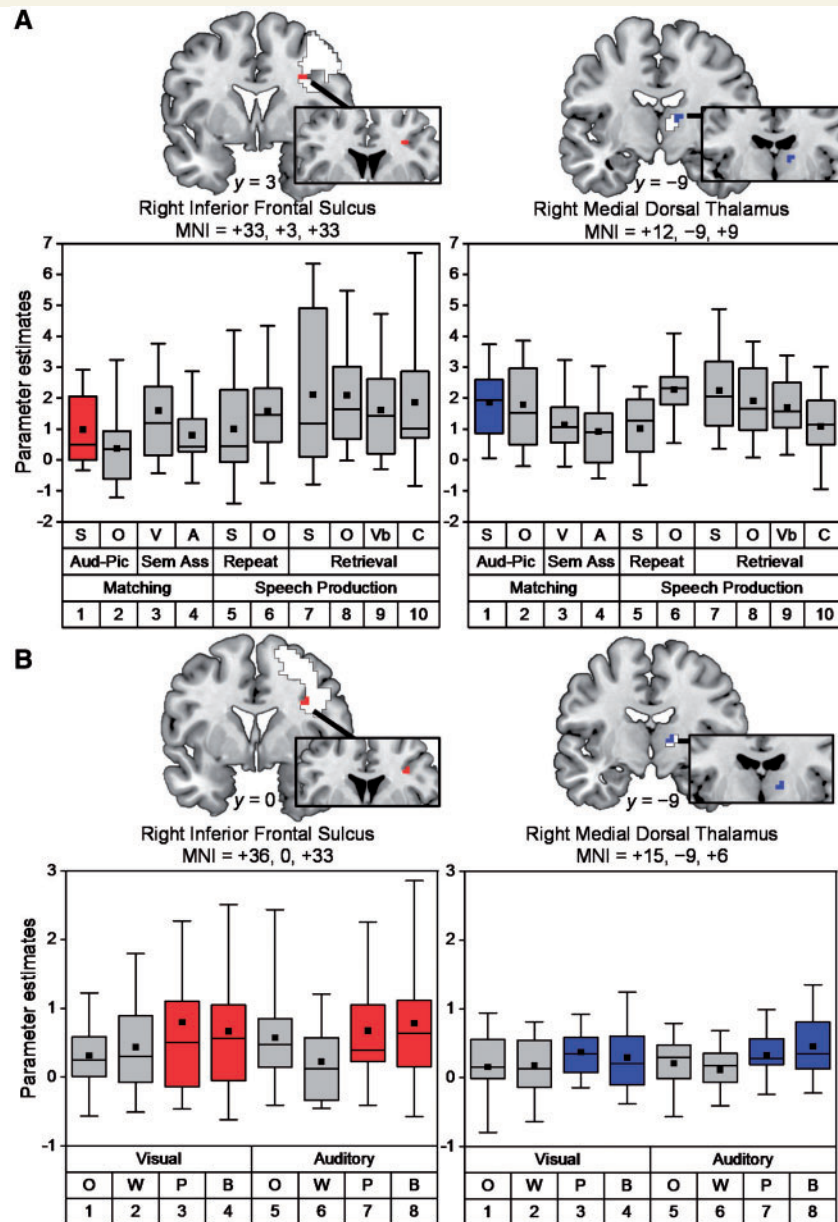 A
y = 3
y = −9
Right Inferior Frontal Sulcus
MNI = +33, +3, +33
Right Medial Dorsal Thalamus
MNI = +12, −9, +9
Parameter estimates
7
6
5
4
3
2
1
0
-1
-2
S O V A S O S O Vb C
Aud-Pic Sem Ass Repeat Retrieval
Matching Speech Production
1 2 3 4 5 6 7 8 9 10
7
6
5
4
3
2
1
0
-1
-2
S O V A S O S O Vb C
Aud-Pic Sem Ass Repeat Retrieval
Matching Speech Production
1 2 3 4 5 6 7 8 9 10
B
y = 0
y = −9
Right Inferior Frontal Sulcus
MNI = +36, 0, +33
Right Medial Dorsal Thalamus
MNI = +15, −9, +6
Parameter estimates
3
2
1
0
-1
Visual Auditory
O W P B O W P B
1 2 3 4 5 6 7 8
3
2
1
0
-1
Visual Auditory
O W P B O W P B
1 2 3 4 5 6 7 8